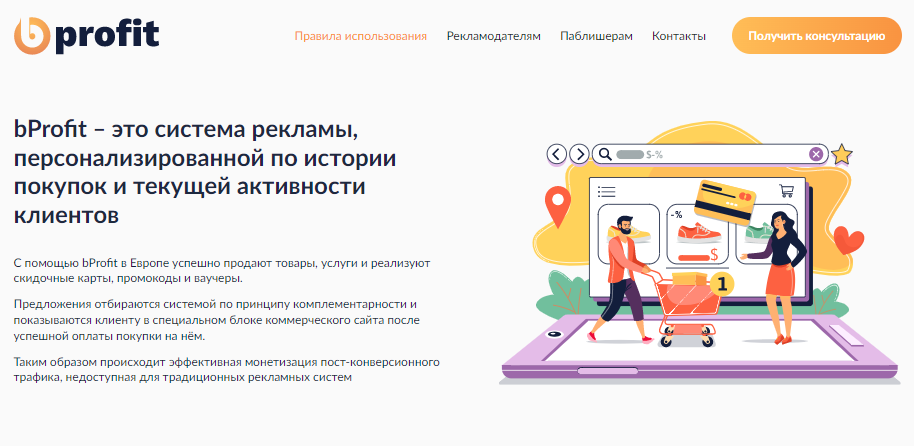 bprofit
Правила использования
Рекламодателям
Паблишерам
Контакты
Получить консультацию
bProfit – это система рекламы,
персонализированной по истории
покупок и текущей активности
клиентов
С помощью bProfit в Европе успешно продают товары, услуги и реализуют
скидочные карты, промокоды и ваучеры.
Предложения отбираются системой по принципу комплементарности и
показываются клиенту в специальном блоке коммерческого сайта после
успешной оплаты покупки на нём.
Таким образом происходит эффективная монетизация пост-конверсионного
трафика, недоступная для традиционных рекламных систем
$-%
-%
$
1